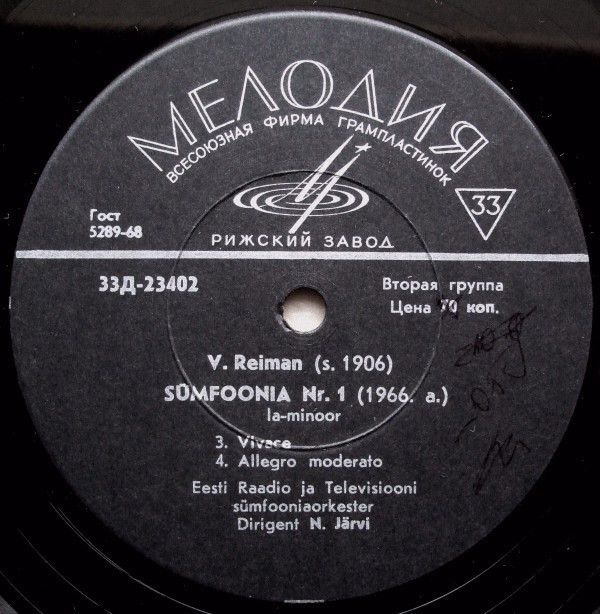 МЕЛОДИЯ
ВСЕСОЮЗНАЯ ФИРМА ГРАМПЛАСТИНОК
33
Гост
5289-68
РИЖСКИЙ ЗАВОД
33Д-23402
Вторая группа
Цена 70 коп.
V. Reiman (s. 1906)
SÜMFOONIA Nr. 1 (1966. a.)
la-minoor
3. Vivace
4. Allegro moderato
Eesti Raadio ja Televisiooni
sümfooniaorkester
Dirigent N. Järvi